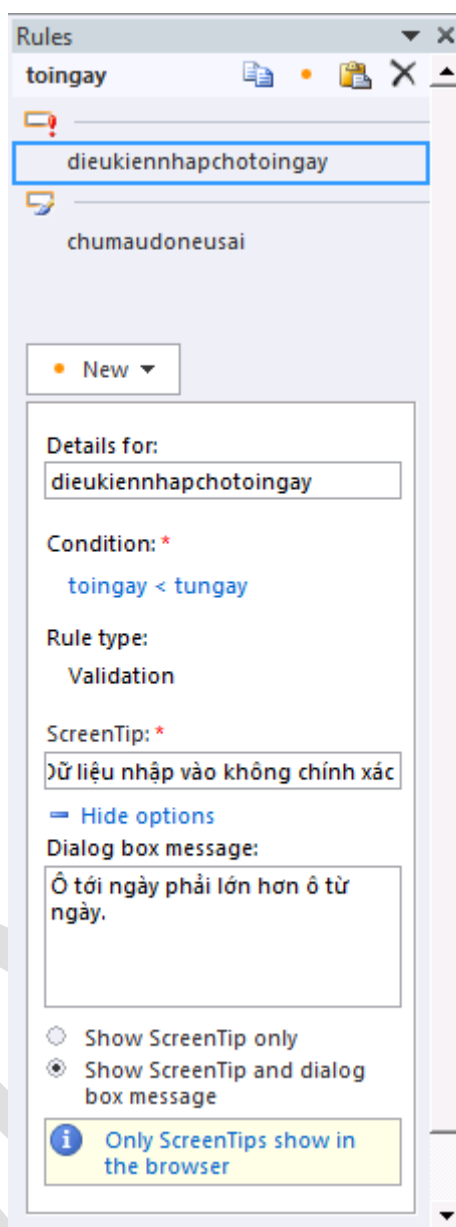 Rules
toingay
dieukiennhapchotoingay
chumaudoneusai
New
Details for:
dieukiennhapchotoingay
Condition: *
toingay < tungay
Rule type:
Validation
ScreenTip: *
Dữ liệu nhập vào không chính xác
Hide options
Dialog box message:
Ô tới ngày phải lớn hơn ô từ
ngày.
Show ScreenTip only
Show ScreenTip and dialog
box message
Only ScreenTips show in
the browser